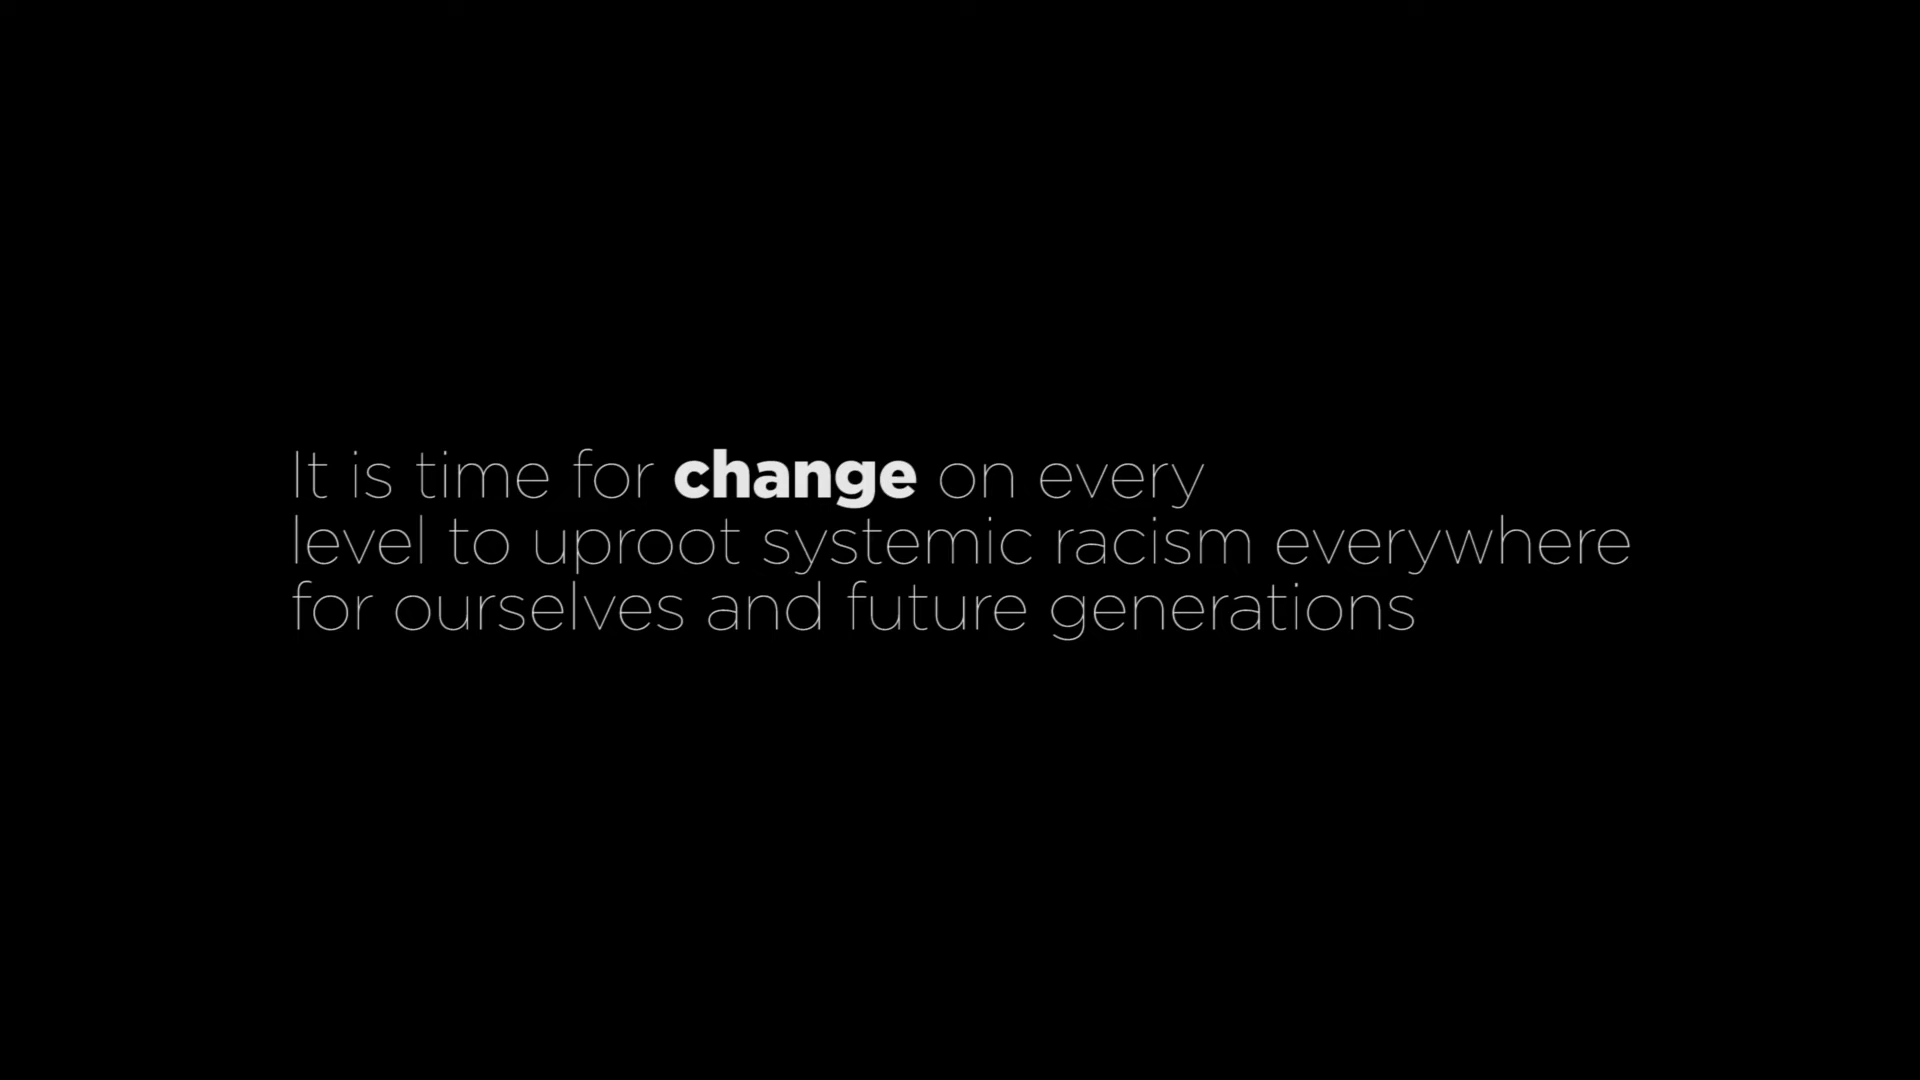 It is time for change on every
level to uproot systemic racism everywhere
for ourselves and future generations